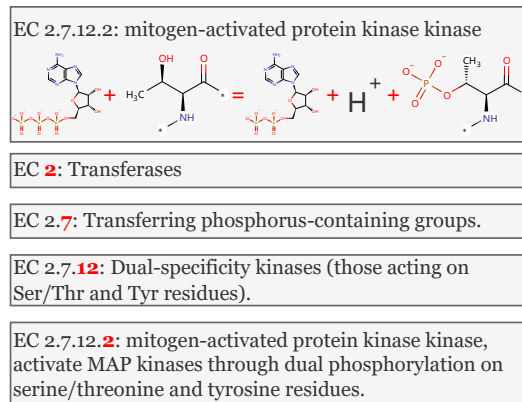 EC 2.7.12.2: mitogen-activated protein kinase kinase
OH O CH₃
NH₂ NH₂ O⁻ O
H₃C * + = + H⁺ + O⁻ P O *
NH NH
* *
EC 2: Transferases
EC 2.7: Transferring phosphorus-containing groups.
EC 2.7.12: Dual-specificity kinases (those acting on
Ser/Thr and Tyr residues).
EC 2.7.12.2: mitogen-activated protein kinase kinase,
activate MAP kinases through dual phosphorylation on
serine/threonine and tyrosine residues.